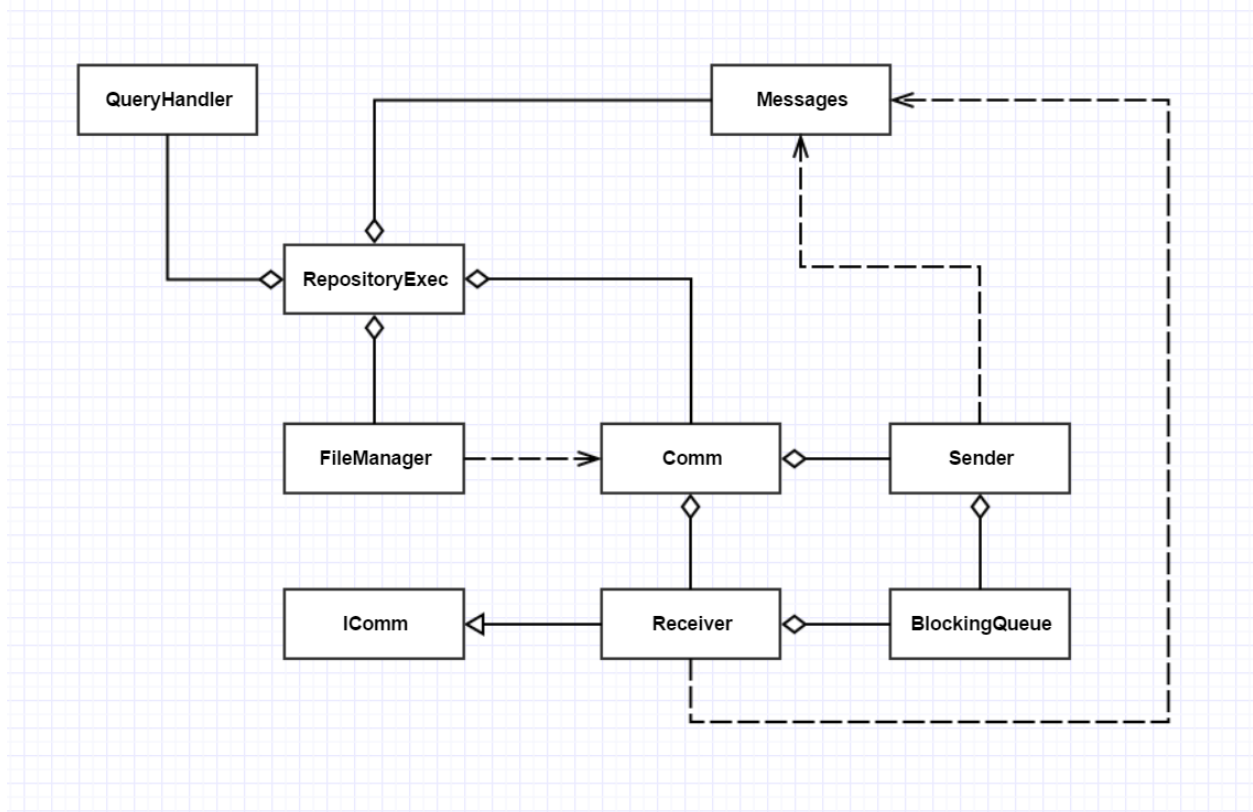 QueryHandler
Messages
RepositoryExec
FileManager
Comm
Sender
IComm
Receiver
BlockingQueue